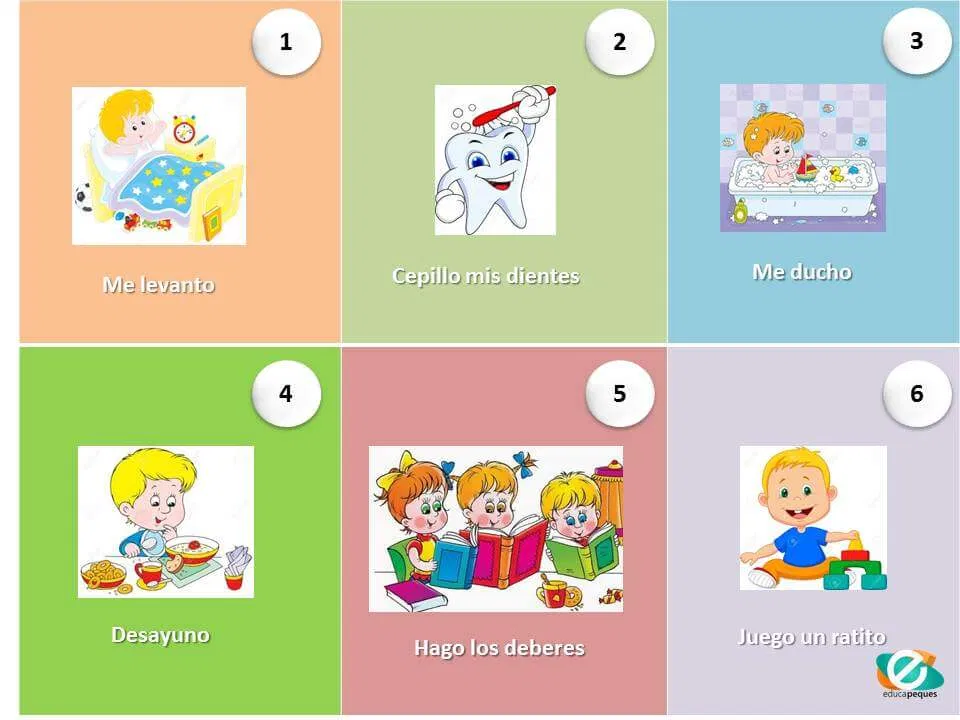 1
2
3
Me levanto
Cepillo mis dientes
Me ducho
4
5
6
Desayuno
Hago los deberes
Juego un ratito
e
educapeques